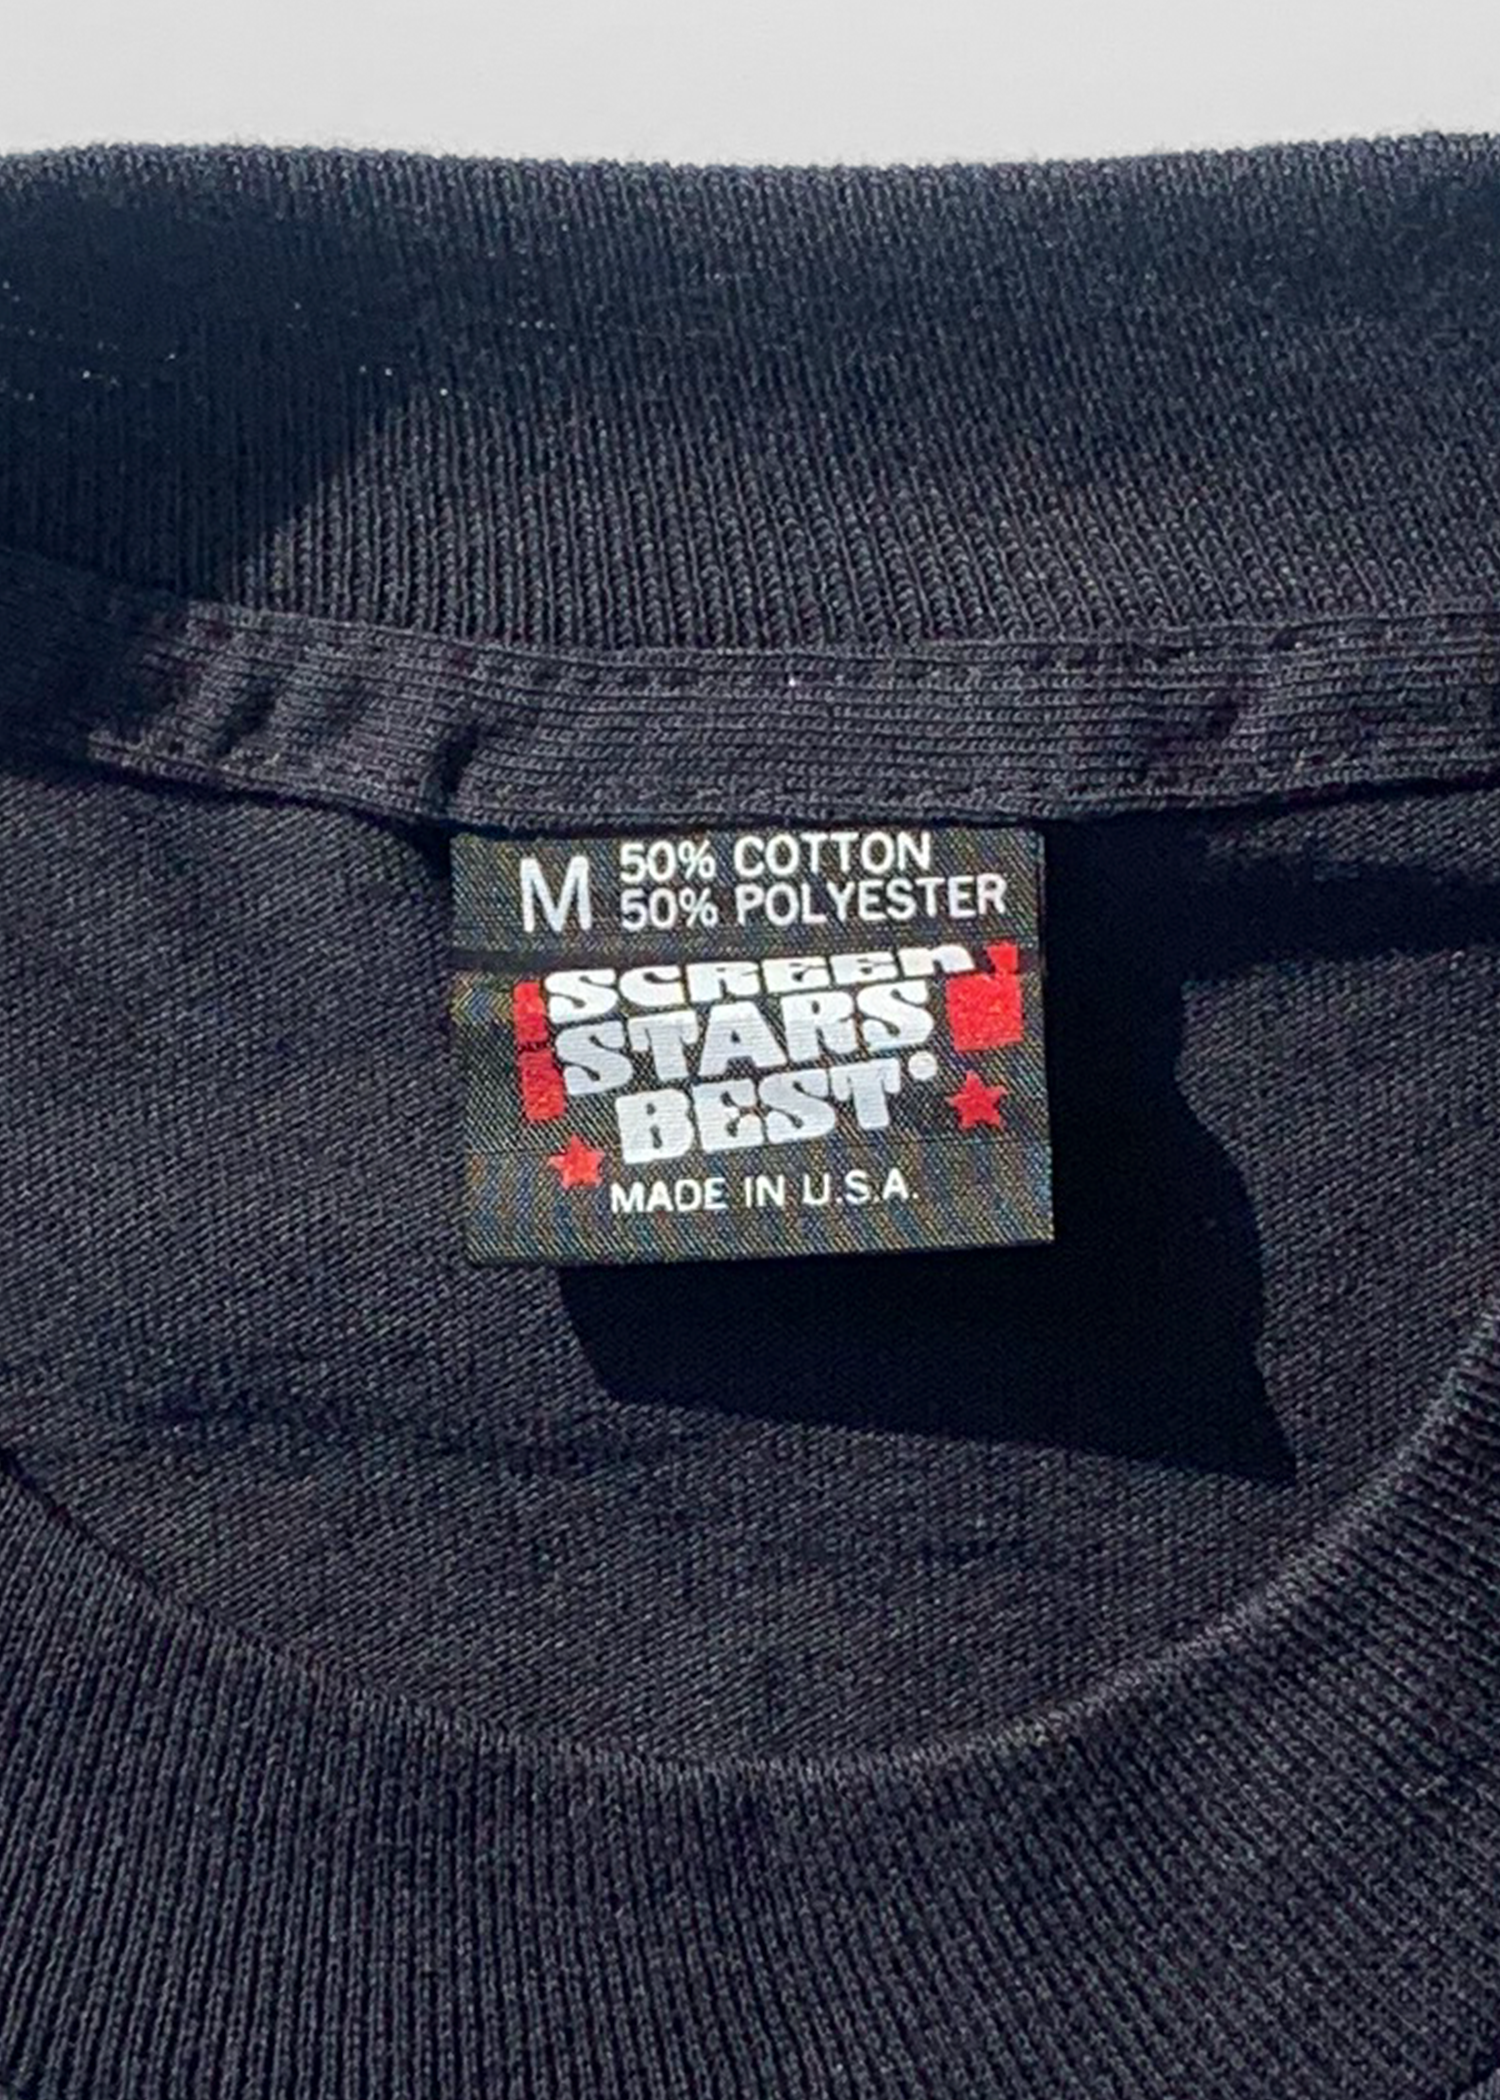 M 50% COTTON
50% POLYESTER
SCREEn
STARS
BEST
MADE IN U.S.A.